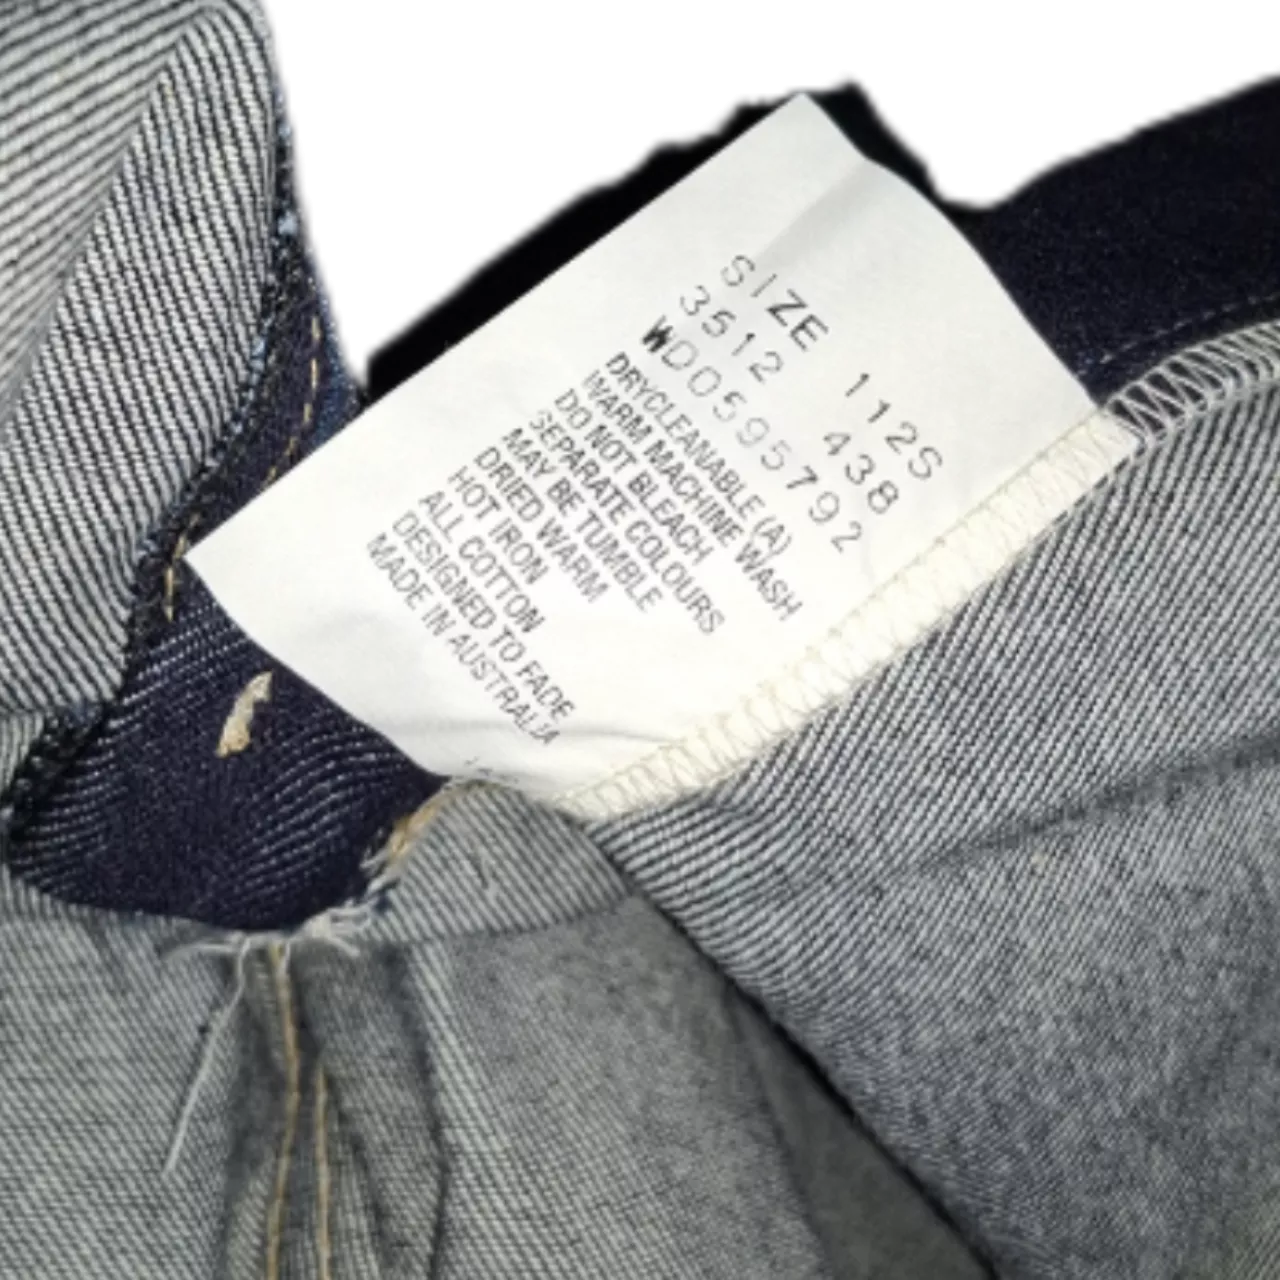 SIZE 112S
3512 438
WD0595792
DRYCLEANABLE (A)
WARM MACHINE WASH
DO NOT BLEACH
SEPARATE COLOURS
MAY BE TUMBLE
DRIED WARM
HOT IRON
ALL COTTON
DESIGNED TO FADE
MADE IN AUSTRALIA